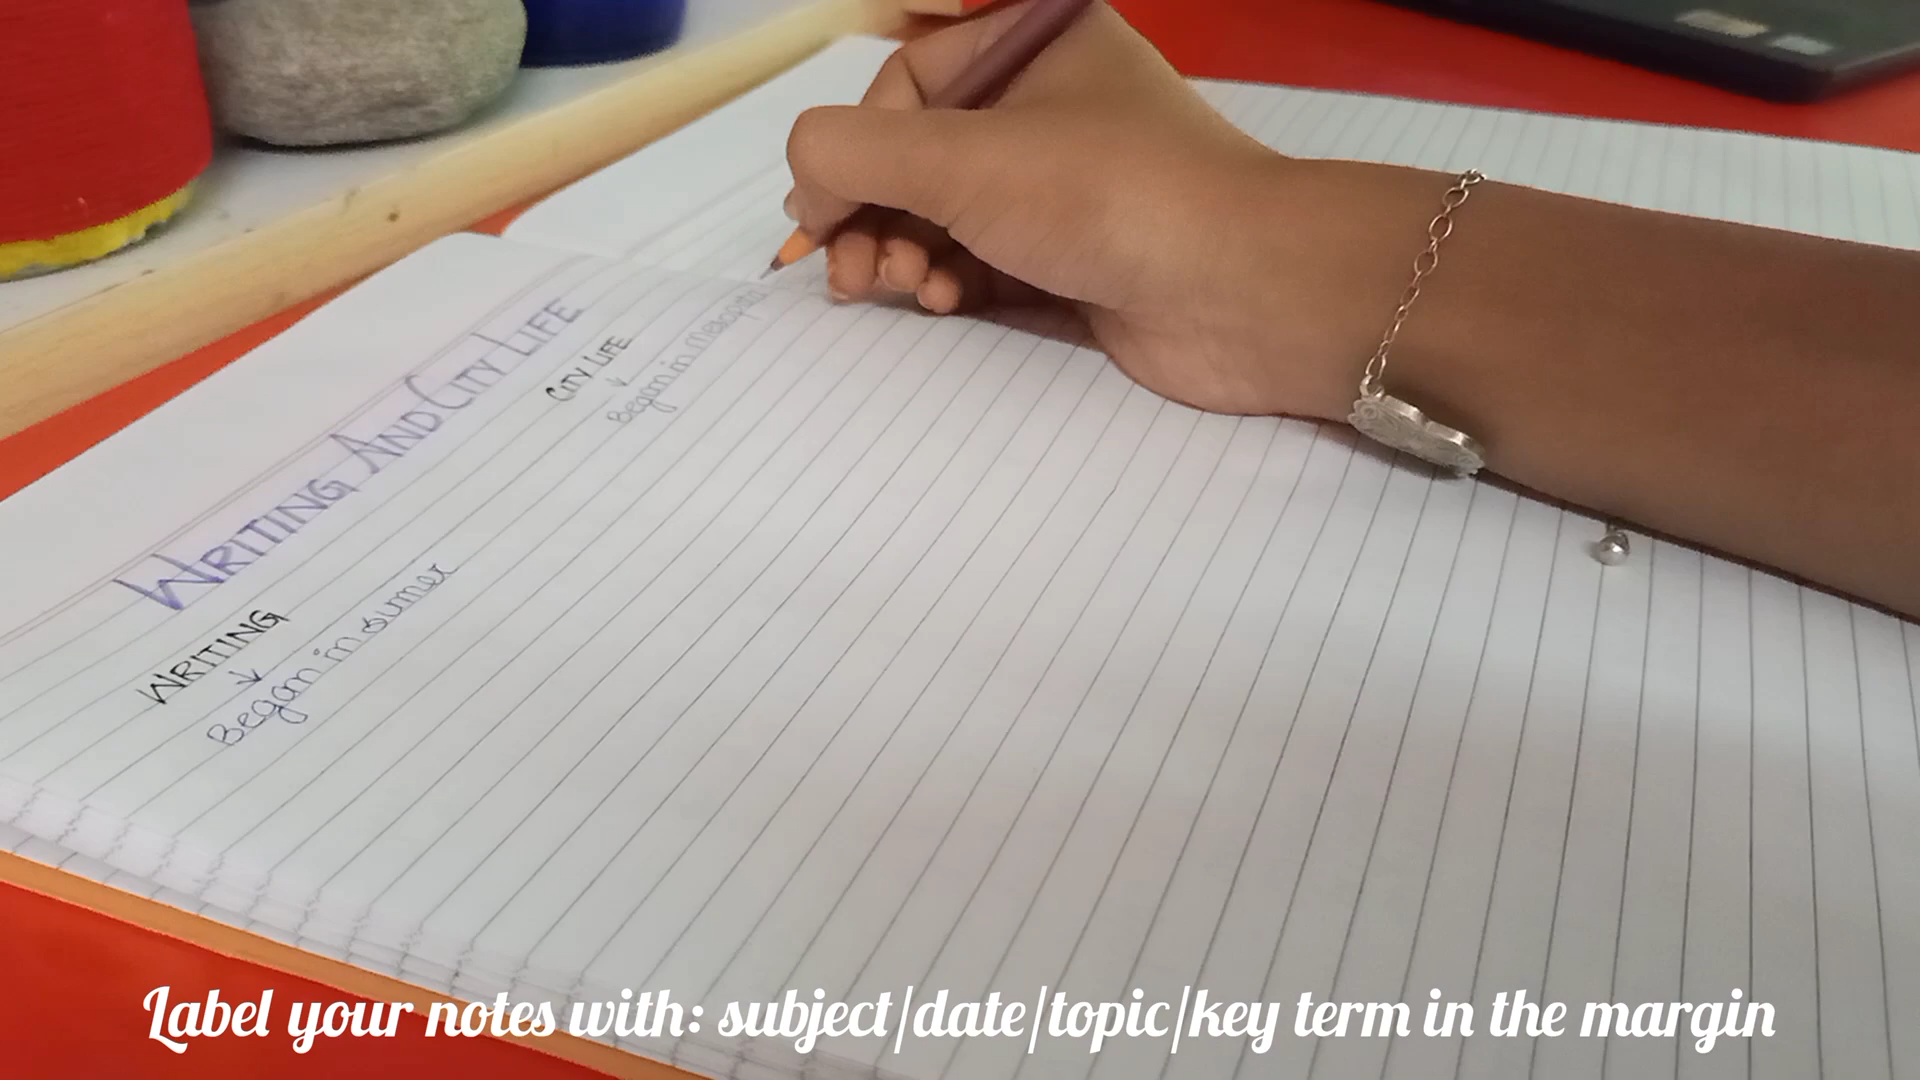 WRITING AND CITY LIFE
WRITING
↓
Began in sumer
CITY LIFE
↓
Began in Mesopota
Label your notes with: subject/date/topic/key term in the margin